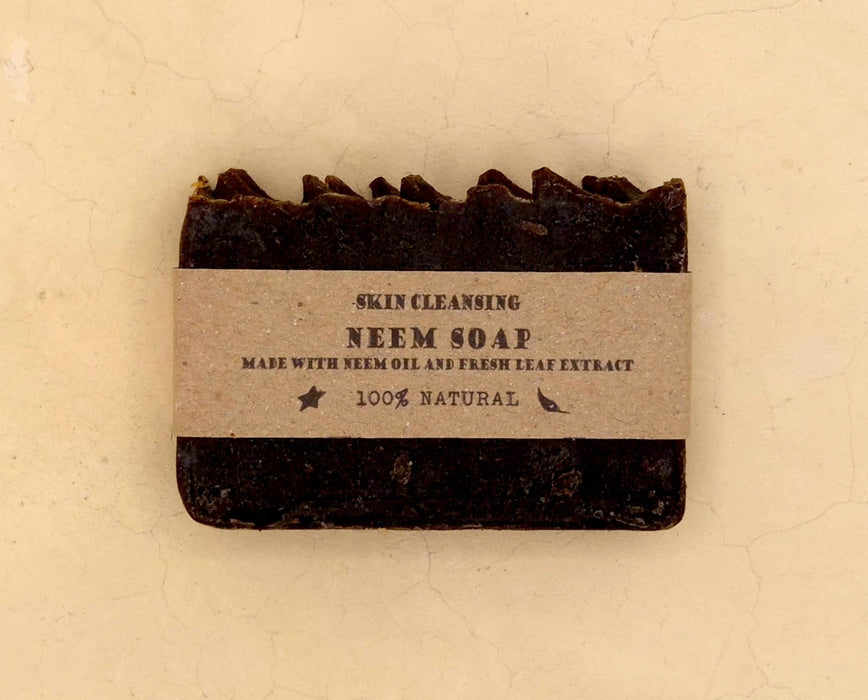 SKIN CLEANSING
NEEM SOAP
MADE WITH NEEM OIL AND FRESH LEAF EXTRACT
100% NATURAL